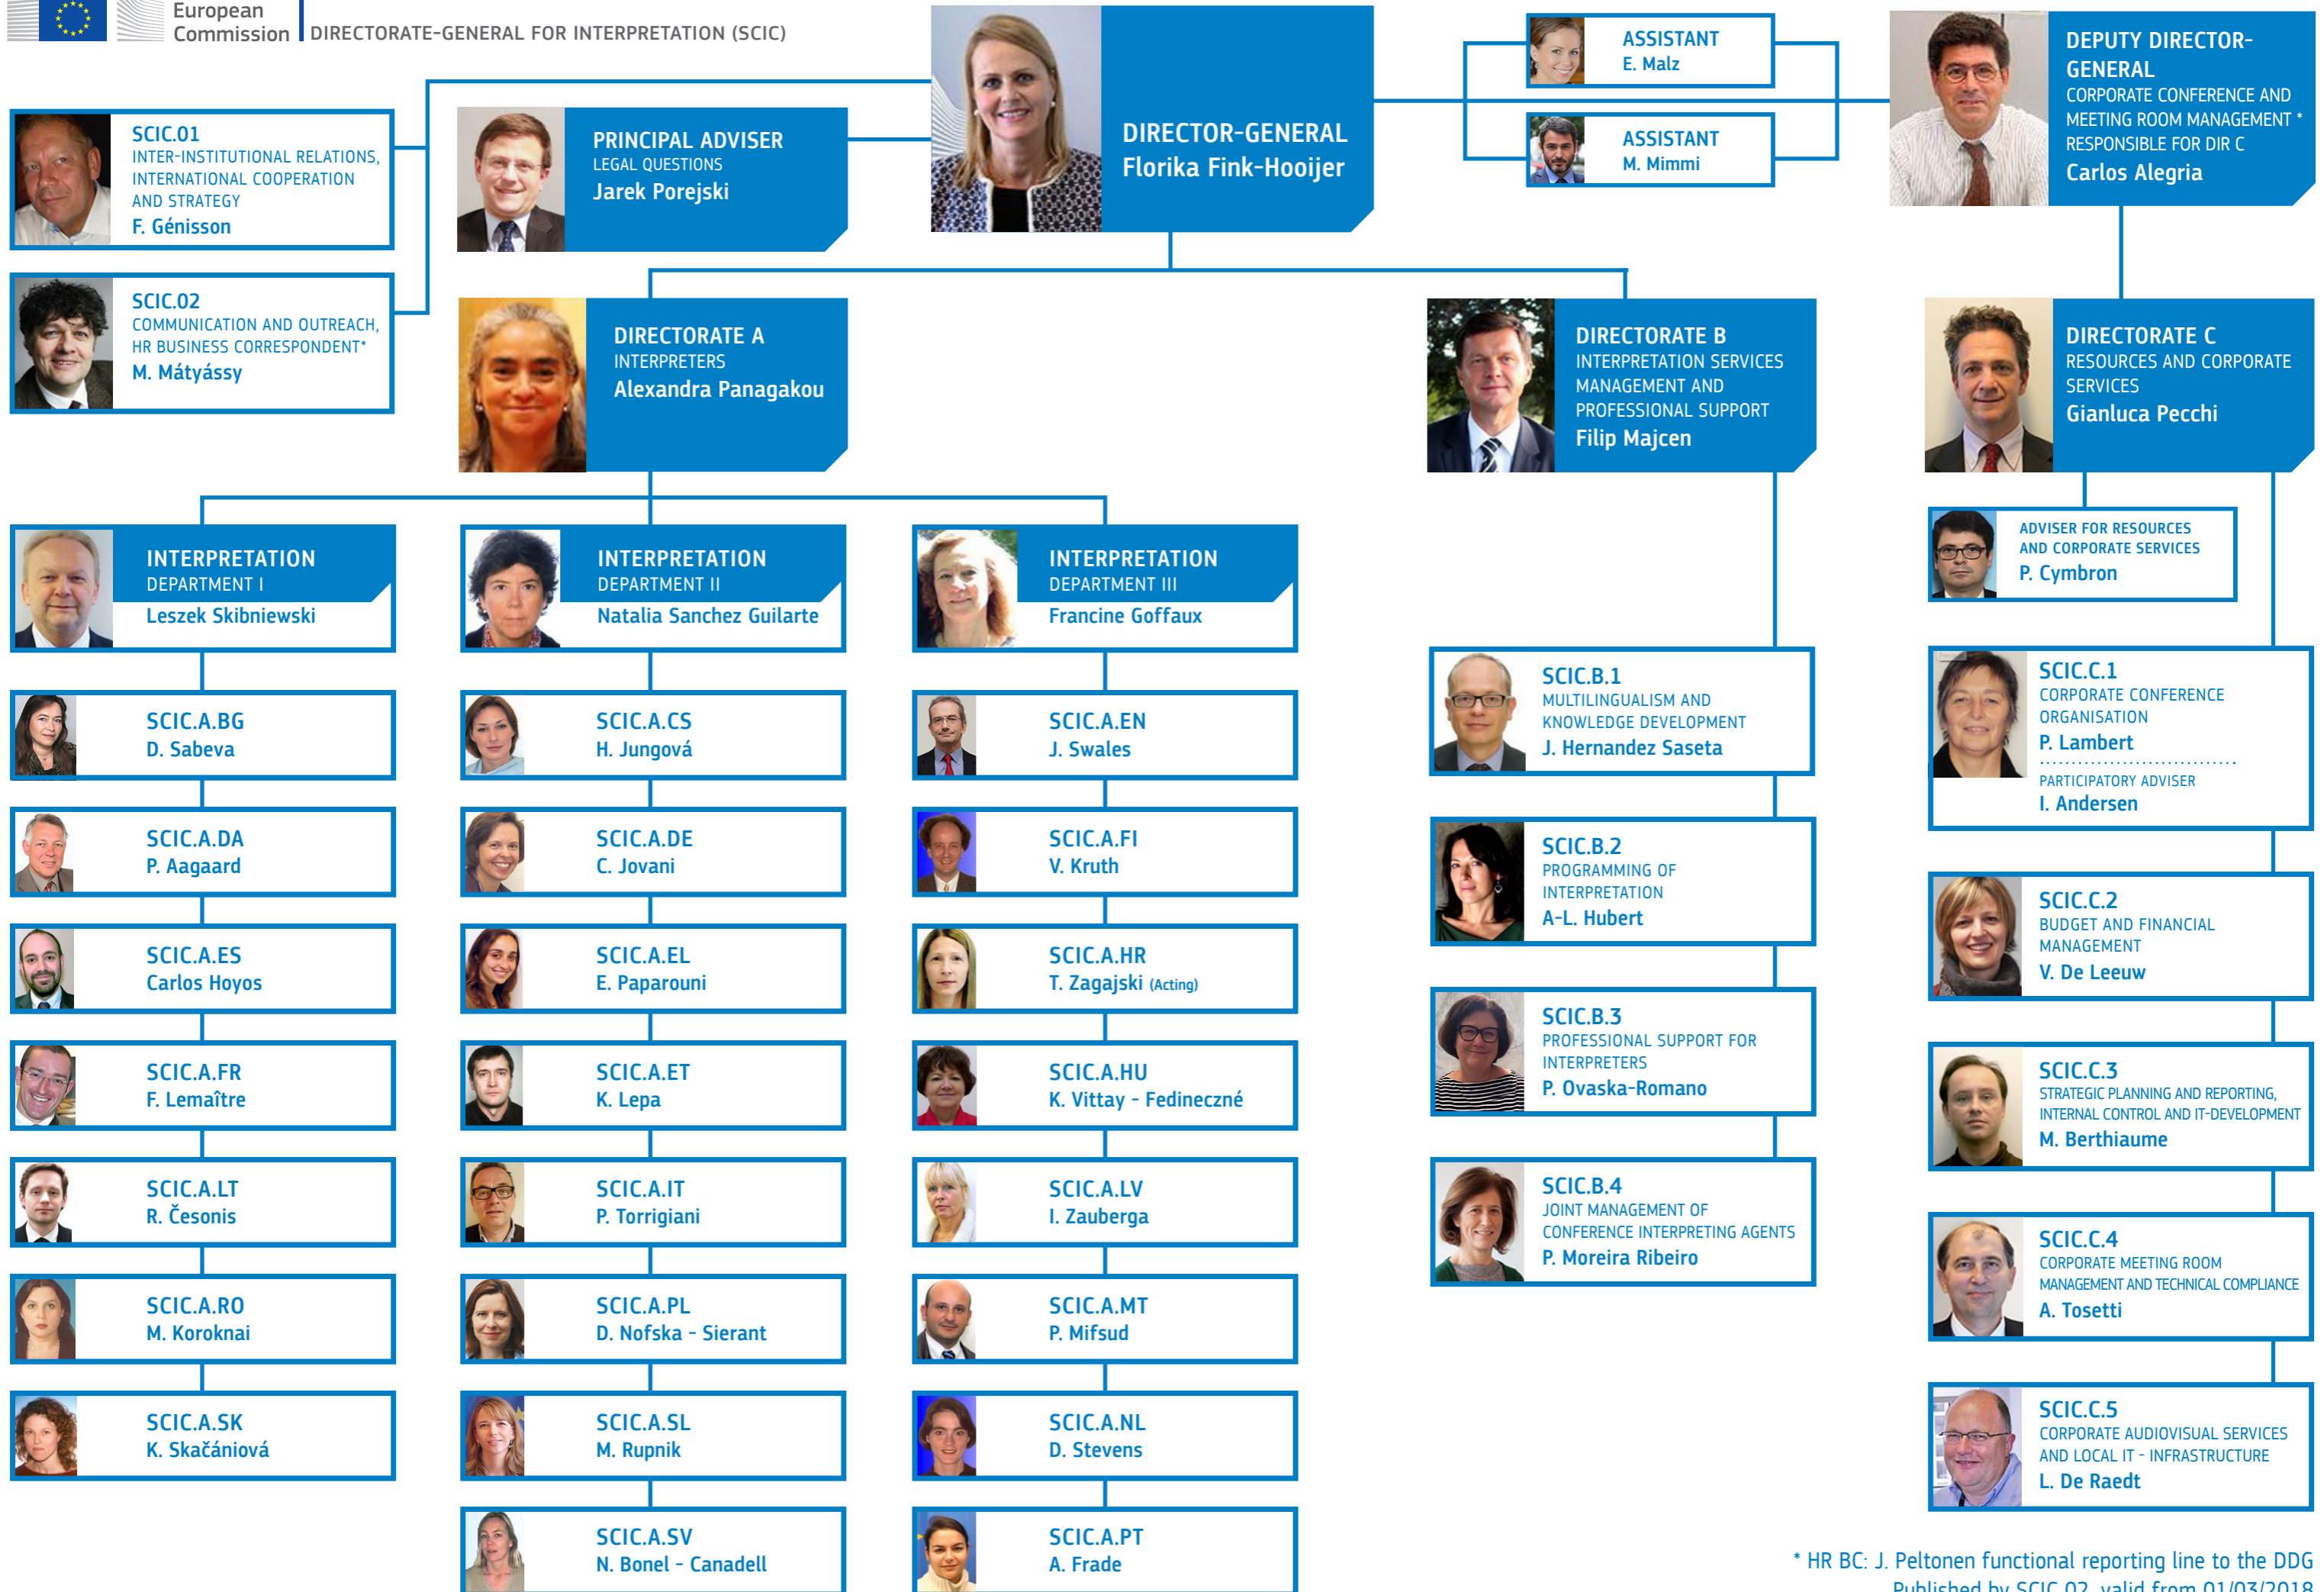 European
Commission
DIRECTORATE-GENERAL FOR INTERPRETATION (SCIC)
SCIC.01
INTER-INSTITUTIONAL RELATIONS,
INTERNATIONAL COOPERATION
AND STRATEGY
F. Génisson
SCIC.02
COMMUNICATION AND OUTREACH,
HR BUSINESS CORRESPONDENT*
M. Mátyássy
PRINCIPAL ADVISER
LEGAL QUESTIONS
Jarek Porejski
DIRECTOR-GENERAL
Florika Fink-Hooijer
ASSISTANT
E. Malz
ASSISTANT
M. Mimmi
DEPUTY DIRECTOR-
GENERAL
CORPORATE CONFERENCE AND
MEETING ROOM MANAGEMENT *
RESPONSIBLE FOR DIR C
Carlos Alegria
DIRECTORATE A
INTERPRETERS
Alexandra Panagakou
DIRECTORATE B
INTERPRETATION SERVICES
MANAGEMENT AND
PROFESSIONAL SUPPORT
Filip Majcen
DIRECTORATE C
RESOURCES AND CORPORATE
SERVICES
Gianluca Pecchi
INTERPRETATION
DEPARTMENT I
Leszek Skibniewski
SCIC.A.BG
D. Sabeva
SCIC.A.DA
P. Aagaard
SCIC.A.ES
Carlos Hoyos
SCIC.A.FR
F. Lemaître
SCIC.A.LT
R. Česonis
SCIC.A.RO
M. Koroknai
SCIC.A.SK
K. Skačániová
INTERPRETATION
DEPARTMENT II
Natalia Sanchez Guilarte
SCIC.A.CS
H. Jungová
SCIC.A.DE
C. Jovani
SCIC.A.EL
E. Paparouni
SCIC.A.ET
K. Lepa
SCIC.A.IT
P. Torrigiani
SCIC.A.PL
D. Nofska - Sierant
SCIC.A.SL
M. Rupnik
SCIC.A.SV
N. Bonel - Canadell
INTERPRETATION
DEPARTMENT III
Francine Goffaux
SCIC.A.EN
J. Swales
SCIC.A.FI
V. Kruth
SCIC.A.HR
T. Zagajski (Acting)
SCIC.A.HU
K. Vittay - Fedineczné
SCIC.A.LV
I. Zauberga
SCIC.A.MT
P. Mifsud
SCIC.A.NL
D. Stevens
SCIC.A.PT
A. Frade
SCIC.B.1
MULTILINGUALISM AND
KNOWLEDGE DEVELOPMENT
J. Hernandez Saseta
SCIC.B.2
PROGRAMMING OF
INTERPRETATION
A-L. Hubert
SCIC.B.3
PROFESSIONAL SUPPORT FOR
INTERPRETERS
P. Ovaska-Romano
SCIC.B.4
JOINT MANAGEMENT OF
CONFERENCE INTERPRETING AGENTS
P. Moreira Ribeiro
ADVISER FOR RESOURCES
AND CORPORATE SERVICES
P. Cymbron
SCIC.C.1
CORPORATE CONFERENCE
ORGANISATION
P. Lambert
PARTICIPATORY ADVISER
I. Andersen
SCIC.C.2
BUDGET AND FINANCIAL
MANAGEMENT
V. De Leeuw
SCIC.C.3
STRATEGIC PLANNING AND REPORTING,
INTERNAL CONTROL AND IT-DEVELOPMENT
M. Berthiaume
SCIC.C.4
CORPORATE MEETING ROOM
MANAGEMENT AND TECHNICAL COMPLIANCE
A. Tosetti
SCIC.C.5
CORPORATE AUDIOVISUAL SERVICES
AND LOCAL IT - INFRASTRUCTURE
L. De Raedt
* HR BC: J. Peltonen functional reporting line to the DDG
Published by SCIC.02, valid from 01/03/2018